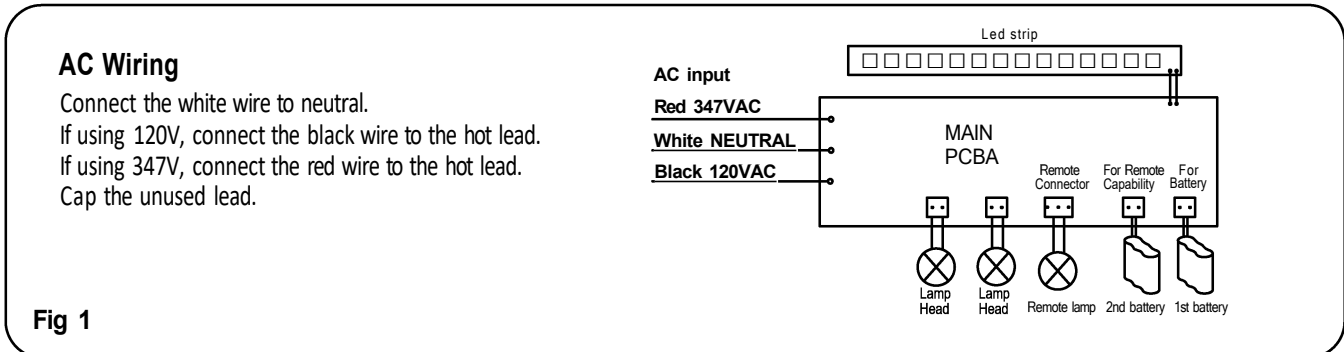 AC Wiring
Connect the white wire to neutral.
If using 120V, connect the black wire to the hot lead.
If using 347V, connect the red wire to the hot lead.
Cap the unused lead.
Fig 1
Led strip
AC input
Red 347VAC
White NEUTRAL
Black 120VAC
MAIN
PCBA
Remote
Connector
For Remote
Capability
For
Battery
Lamp
Head
Lamp
Head
Remote lamp
2nd battery
1st battery